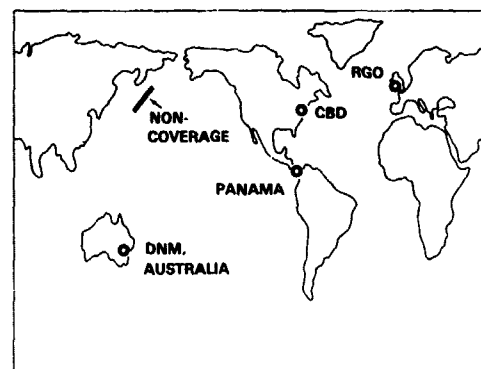 RGO
CBD
NON-
COVERAGE
PANAMA
DNM,
AUSTRALIA